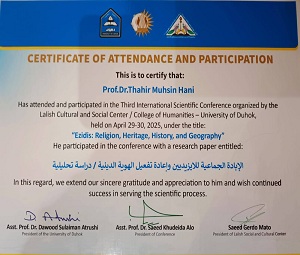 CERTIFICATE OF ATTENDANCE AND PARTICIPATION
This is to certify that:
Prof.Dr.Thahir Muhsin Hani
Has attended and participated in the Third International Scientific Conference organized by the
Lalish Cultural and Social Center / College of Humanities – University of Duhok,
held on April 29-30, 2025, under the title:
"Ezidis: Religion, Heritage, History, and Geography"
He participated in the conference with a research paper entitled:
الإبادة الجماعية للايزيديين وإعادة تفعيل الهوية الدينية / دراسة تحليلية
In this regard, we extend our sincere gratitude and appreciation to him and wish continued
success in serving the scientific process.
D Atrushi
Asst. Prof. Dr. Dawood Sulaiman Atrushi
Asst. Prof. Dr. Saeed Khudeida Alo
Saeed Gerdo Mato
President of the University of Duhok
President of Conference
President of Lalish Social and Cultural Center